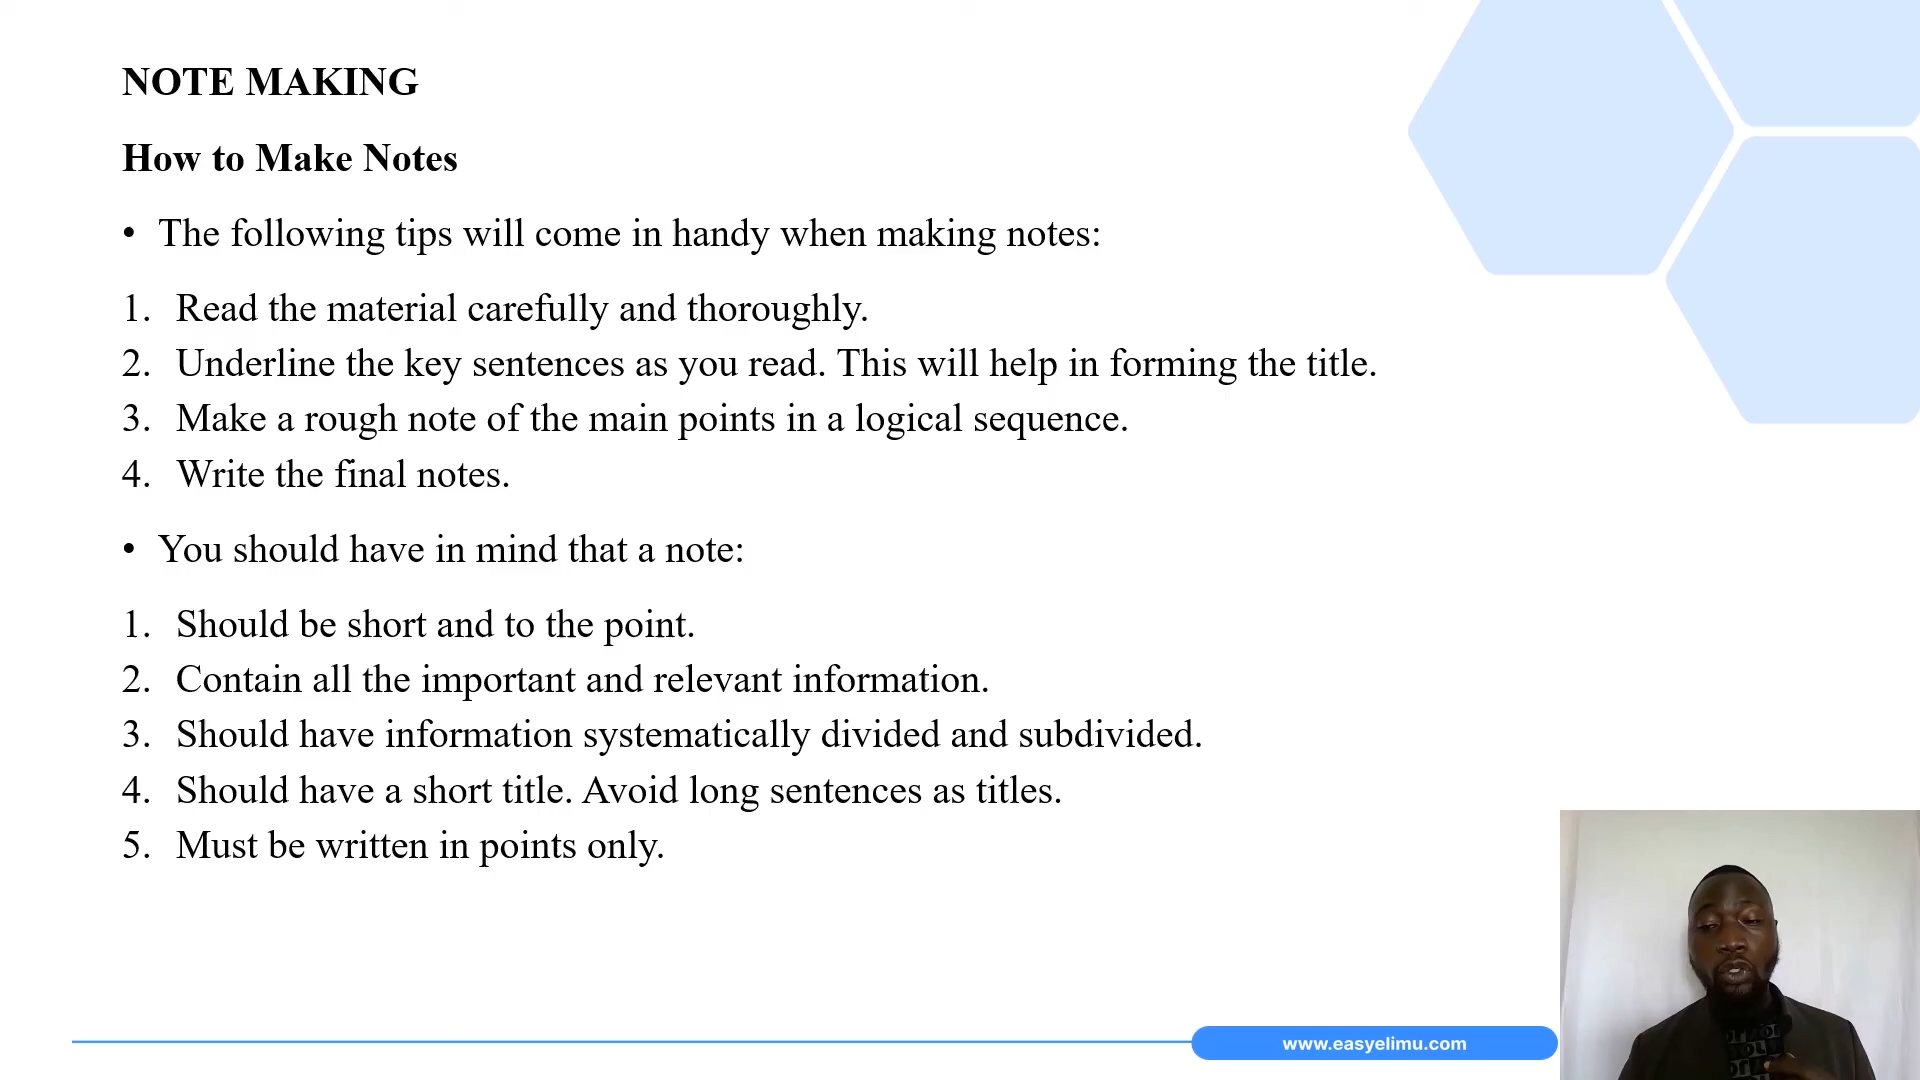 NOTE MAKING
How to Make Notes
• The following tips will come in handy when making notes:
1. Read the material carefully and thoroughly.
2. Underline the key sentences as you read. This will help in forming the title.
3. Make a rough note of the main points in a logical sequence.
4. Write the final notes.
• You should have in mind that a note:
1. Should be short and to the point.
2. Contain all the important and relevant information.
3. Should have information systematically divided and subdivided.
4. Should have a short title. Avoid long sentences as titles.
5. Must be written in points only.
www.easyelimu.com